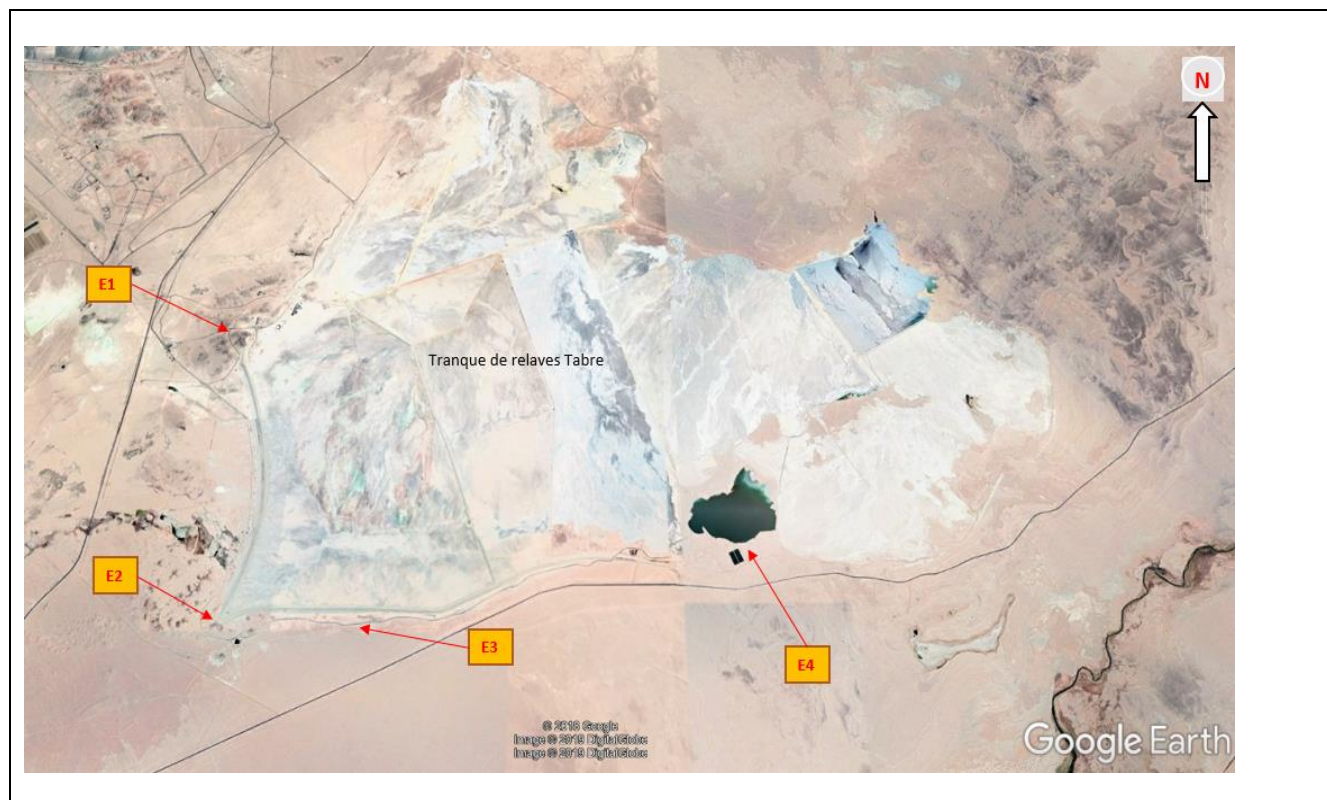 N
E1
Tranque de relaves Tabre
E2
E3
E4
© 2018 Google
Image © 2019 DigitalGlobe
Image © 2019 DigitalGlobe
Google Earth